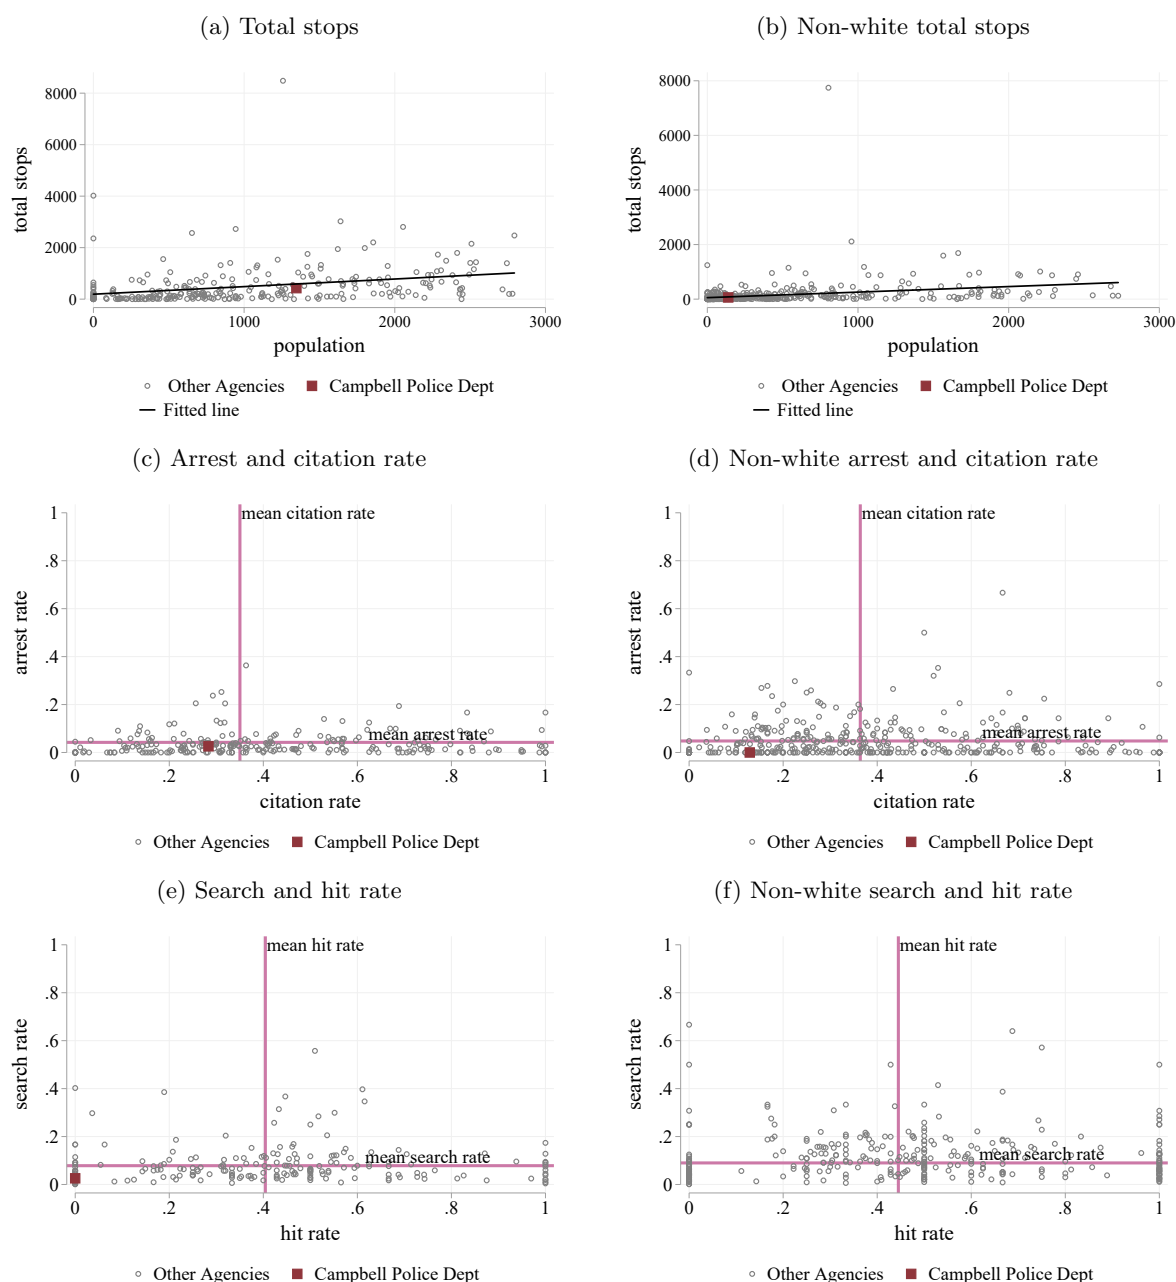 (a) Total stops
(b) Non-white total stops
total stops
8000
6000
4000
2000
0
0 1000 2000 3000
population
Other Agencies Campbell Police Dept
Fitted line
total stops
8000
6000
4000
2000
0
0 1000 2000 3000
population
Other Agencies Campbell Police Dept
Fitted line
(c) Arrest and citation rate
(d) Non-white arrest and citation rate
arrest rate
1
.8
.6
.4
.2
0
mean citation rate
mean arrest rate
0 .2 .4 .6 .8 1
citation rate
Other Agencies Campbell Police Dept
arrest rate
1
.8
.6
.4
.2
0
mean citation rate
mean arrest rate
0 .2 .4 .6 .8 1
citation rate
Other Agencies Campbell Police Dept
(e) Search and hit rate
(f) Non-white search and hit rate
search rate
1
.8
.6
.4
.2
0
mean hit rate
mean search rate
0 .2 .4 .6 .8 1
hit rate
Other Agencies Campbell Police Dept
search rate
1
.8
.6
.4
.2
0
mean hit rate
mean search rate
0 .2 .4 .6 .8 1
hit rate
Other Agencies Campbell Police Dept